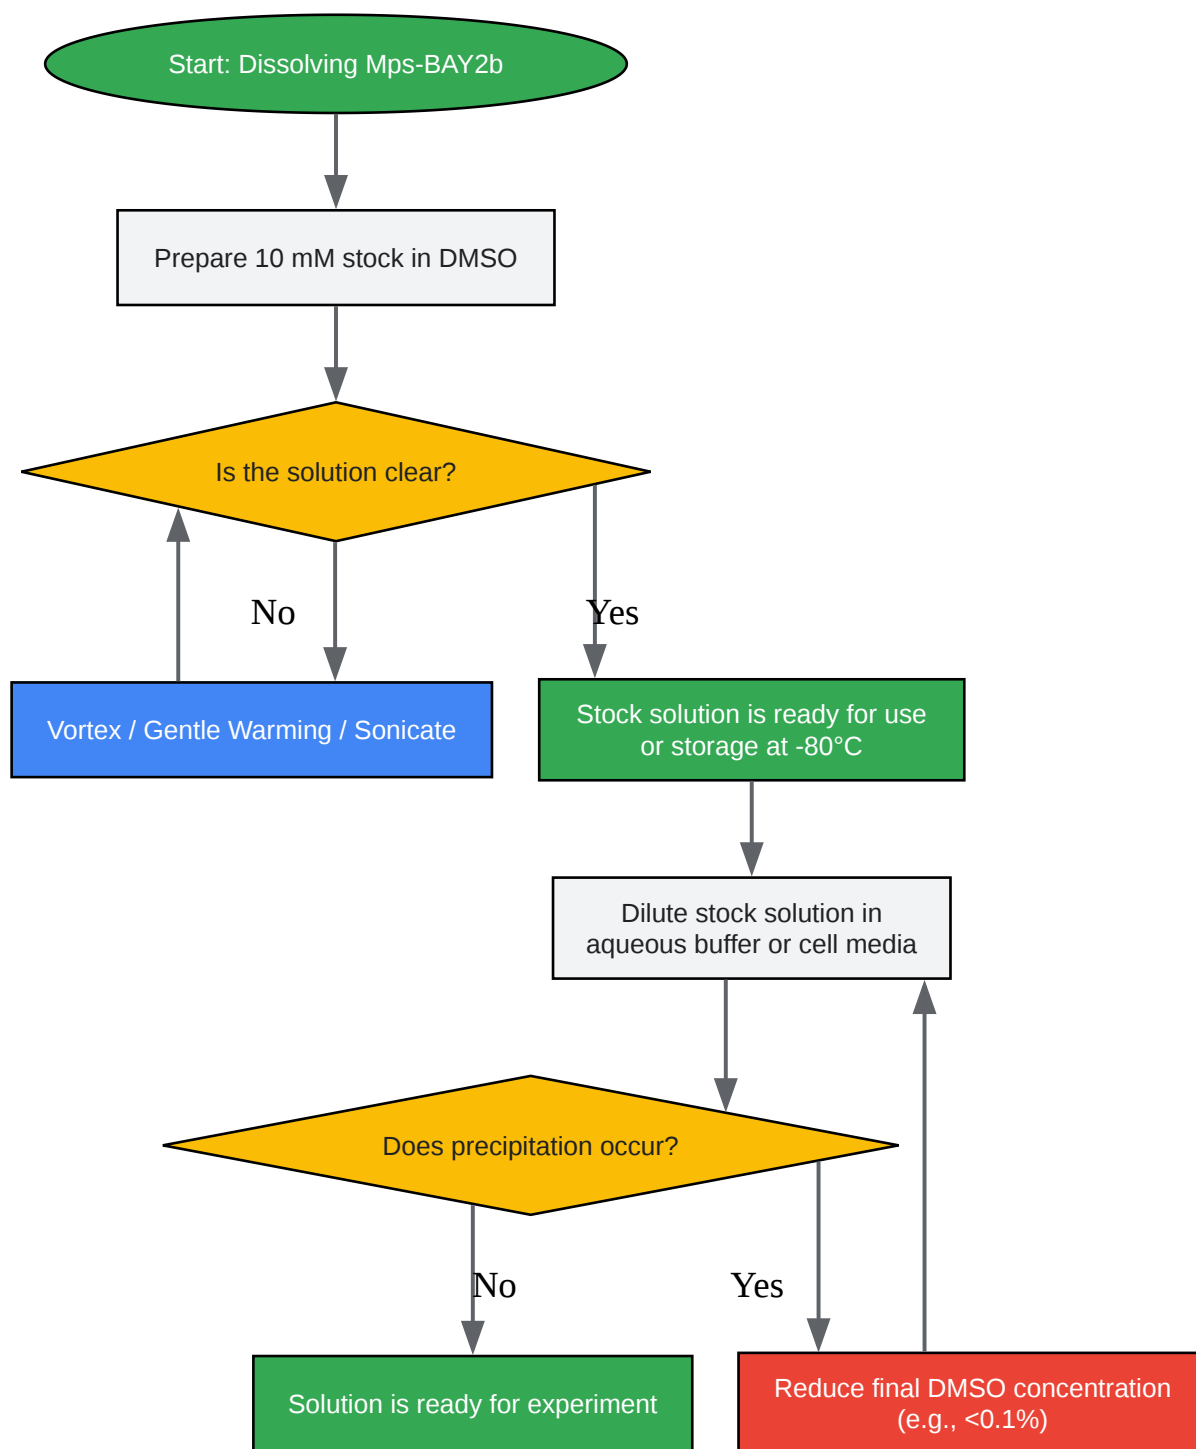 Start: Dissolving Mps-BAY2b
Prepare 10 mM stock in DMSO
Is the solution clear?
No
Yes
Vortex / Gentle Warming / Sonicate
Stock solution is ready for use
or storage at -80°C
Dilute stock solution in
aqueous buffer or cell media
Does precipitation occur?
No
Yes
Solution is ready for experiment
Reduce final DMSO concentration
(e.g., <0.1%)